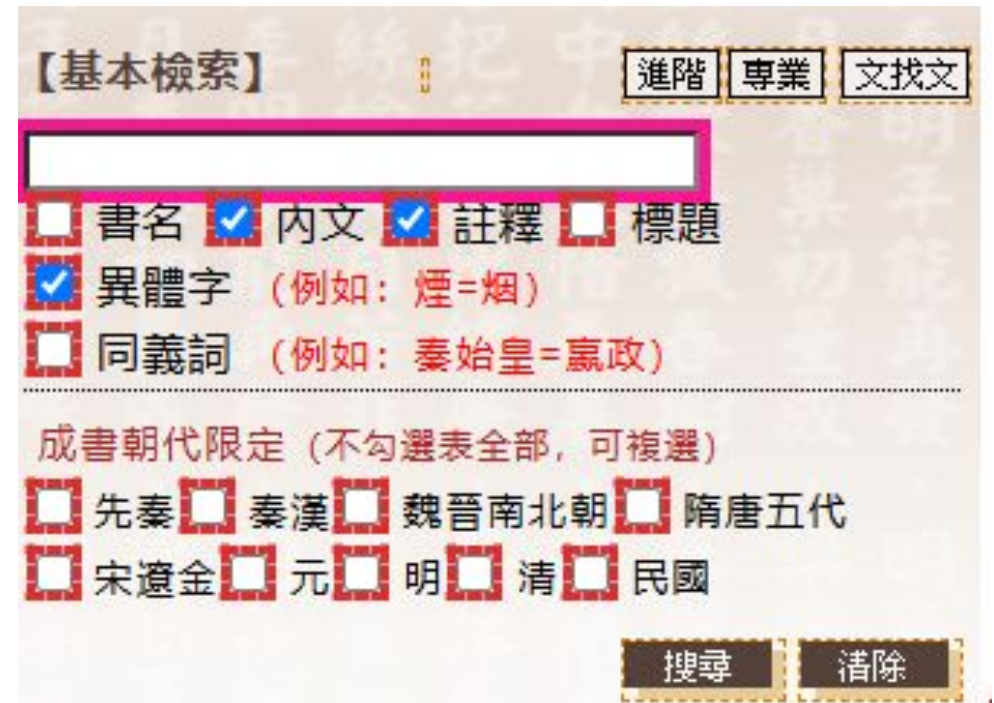 【基本檢索】 進階 專業 文找文
書名 內文 註釋 標題
異體字 (例如：煙=烟)
同義詞 (例如：秦始皇=嬴政)
成書朝代限定 (不勾選表全部，可複選)
先秦 秦漢 魏晉南北朝 隋唐五代
宋遼金 元 明 清 民國
搜尋 清除